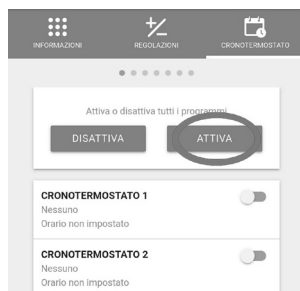 INFORMAZIONI
REGOLAZIONI
CRONOTERMOSTATO
Attiva o disattiva tutti i programmi
DISATTIVA
ATTIVA
CRONOTERMOSTATO 1
Nessuno
Orario non impostato
CRONOTERMOSTATO 2
Nessuno
Orario non impostato